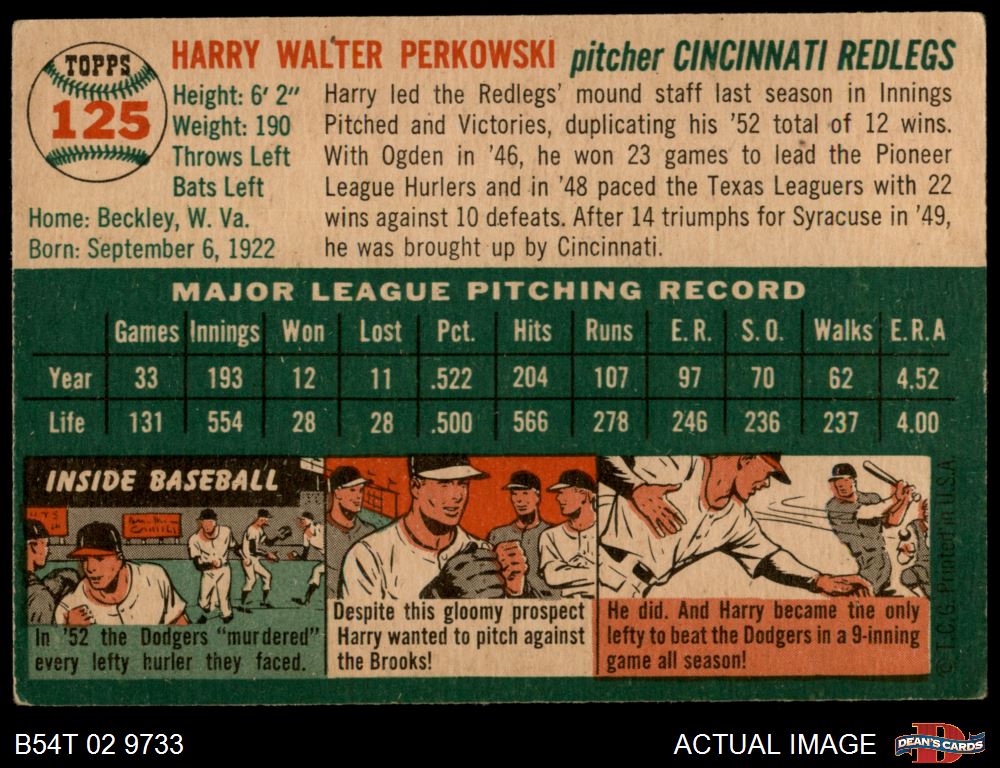 TOPPS
125
HARRY WALTER PERKOWSKI pitcher CINCINNATI REDLEGS
Height: 6' 2"
Weight: 190
Throws Left
Bats Left
Home: Beckley, W. Va.
Born: September 6, 1922
Harry led the Redlegs' mound staff last season in Innings
Pitched and Victories, duplicating his '52 total of 12 wins.
With Ogden in '46, he won 23 games to lead the Pioneer
League Hurlers and in '48 paced the Texas Leaguers with 22
wins against 10 defeats. After 14 triumphs for Syracuse in '49,
he was brought up by Cincinnati.
MAJOR LEAGUE PITCHING RECORD
Games Innings Won Lost Pct. Hits Runs E.R. S.O. Walks E.R.A
Year 33 193 12 11 .522 204 107 97 70 62 4.52
Life 131 554 28 28 .500 566 278 246 236 237 4.00
INSIDE BASEBALL
In '52 the Dodgers "murdered"
every lefty hurler they faced.
Despite this gloomy prospect
Harry wanted to pitch against
the Brooks!
He did. And Harry became the only
lefty to beat the Dodgers in a 9-inning
game all season!
© T.C.G. Printed in U.S.A.
B54T 02 9733
ACTUAL IMAGE
DEAN'S CARDS